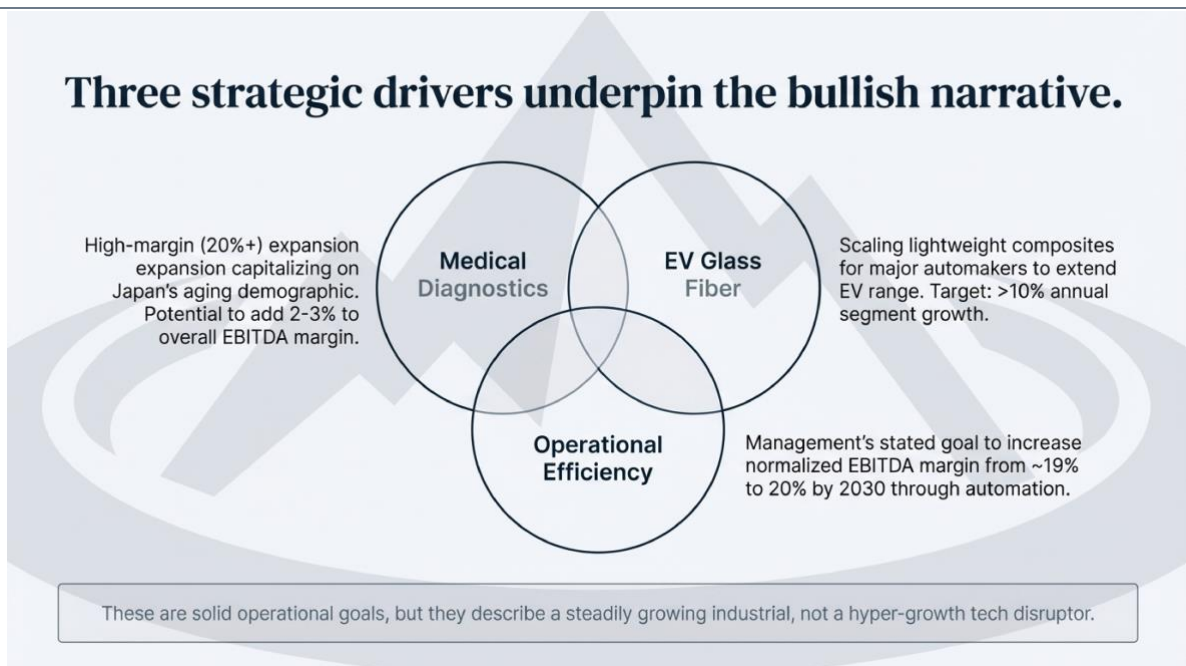 Three strategic drivers underpin the bullish narrative.
High-margin (20%+) expansion
expansion capitalizing on
Japan's aging demographic.
Potential to add 2-3% to
overall EBITDA margin.
Medical
Diagnostics
EV Glass
Fiber
Scaling lightweight composites
for major automakers to extend
EV range. Target: >10% annual
segment growth.
Operational
Efficiency
Management's stated goal to increase
normalized EBITDA margin from ~19%
to 20% by 2030 through automation.
These are solid operational goals, but they describe a steadily growing industrial, not a hyper-growth tech disruptor.